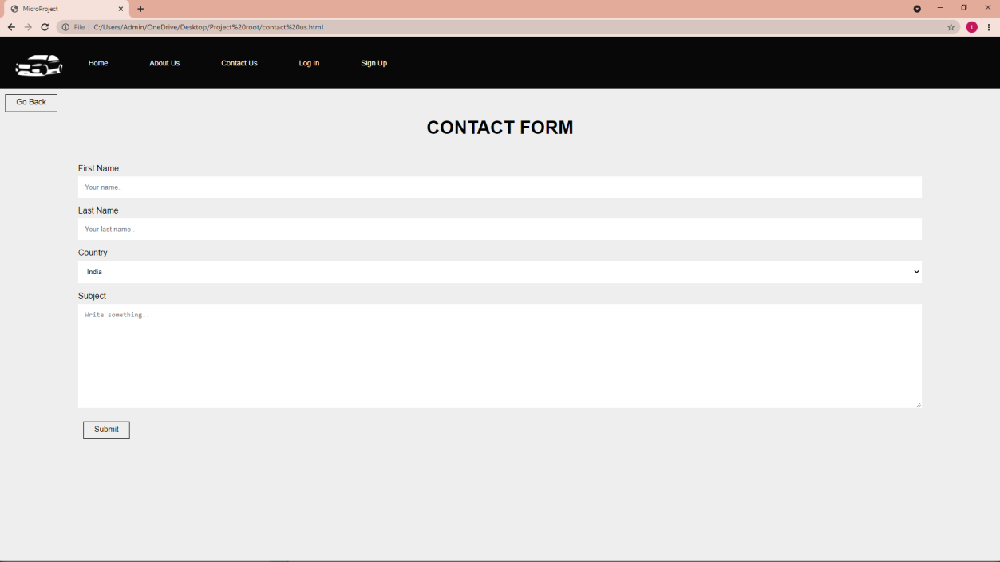 MicroProject
File C:/Users/Admin/OneDrive/Desktop/Project%20root/contact%20us.html
t
Home About Us Contact Us Log In Sign Up
Go Back
CONTACT FORM
First Name
Your name..
Last Name
Your last name..
Country
India
Subject
Write something..
Submit